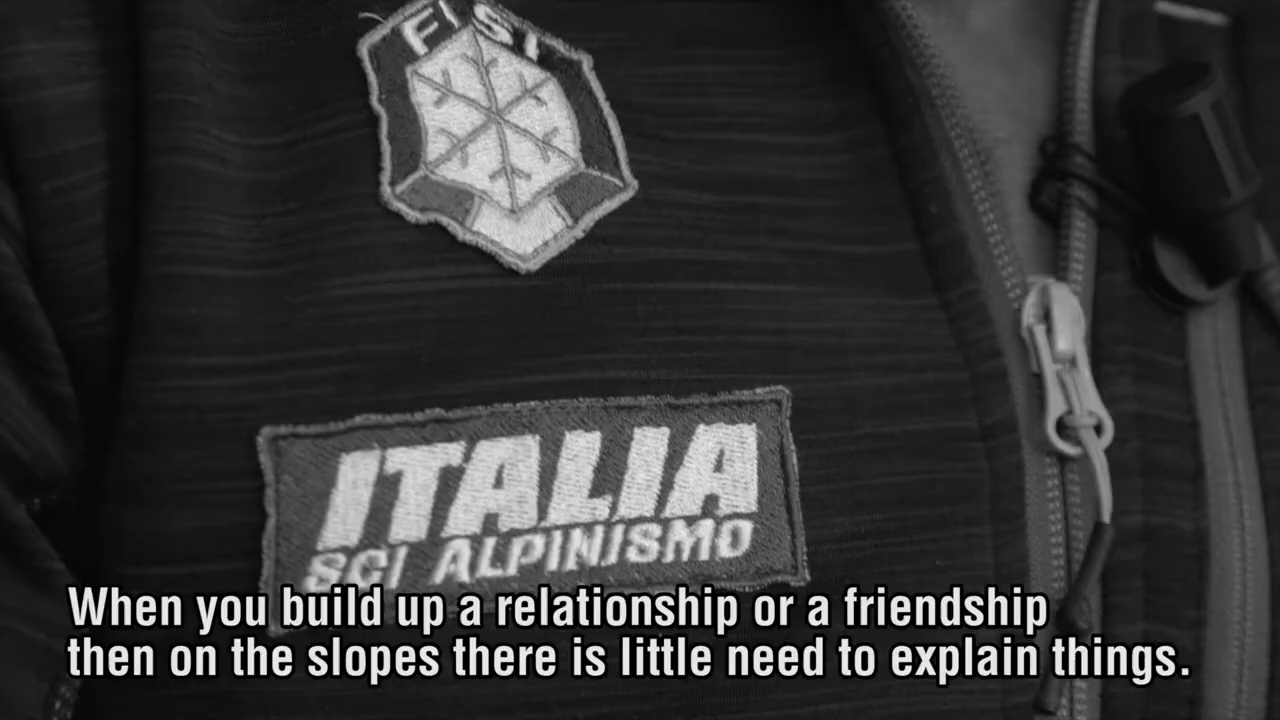 FISI
ITALIA
SCI ALPINISMO
When you build up a relationship or a friendship
then on the slopes there is little need to explain things.